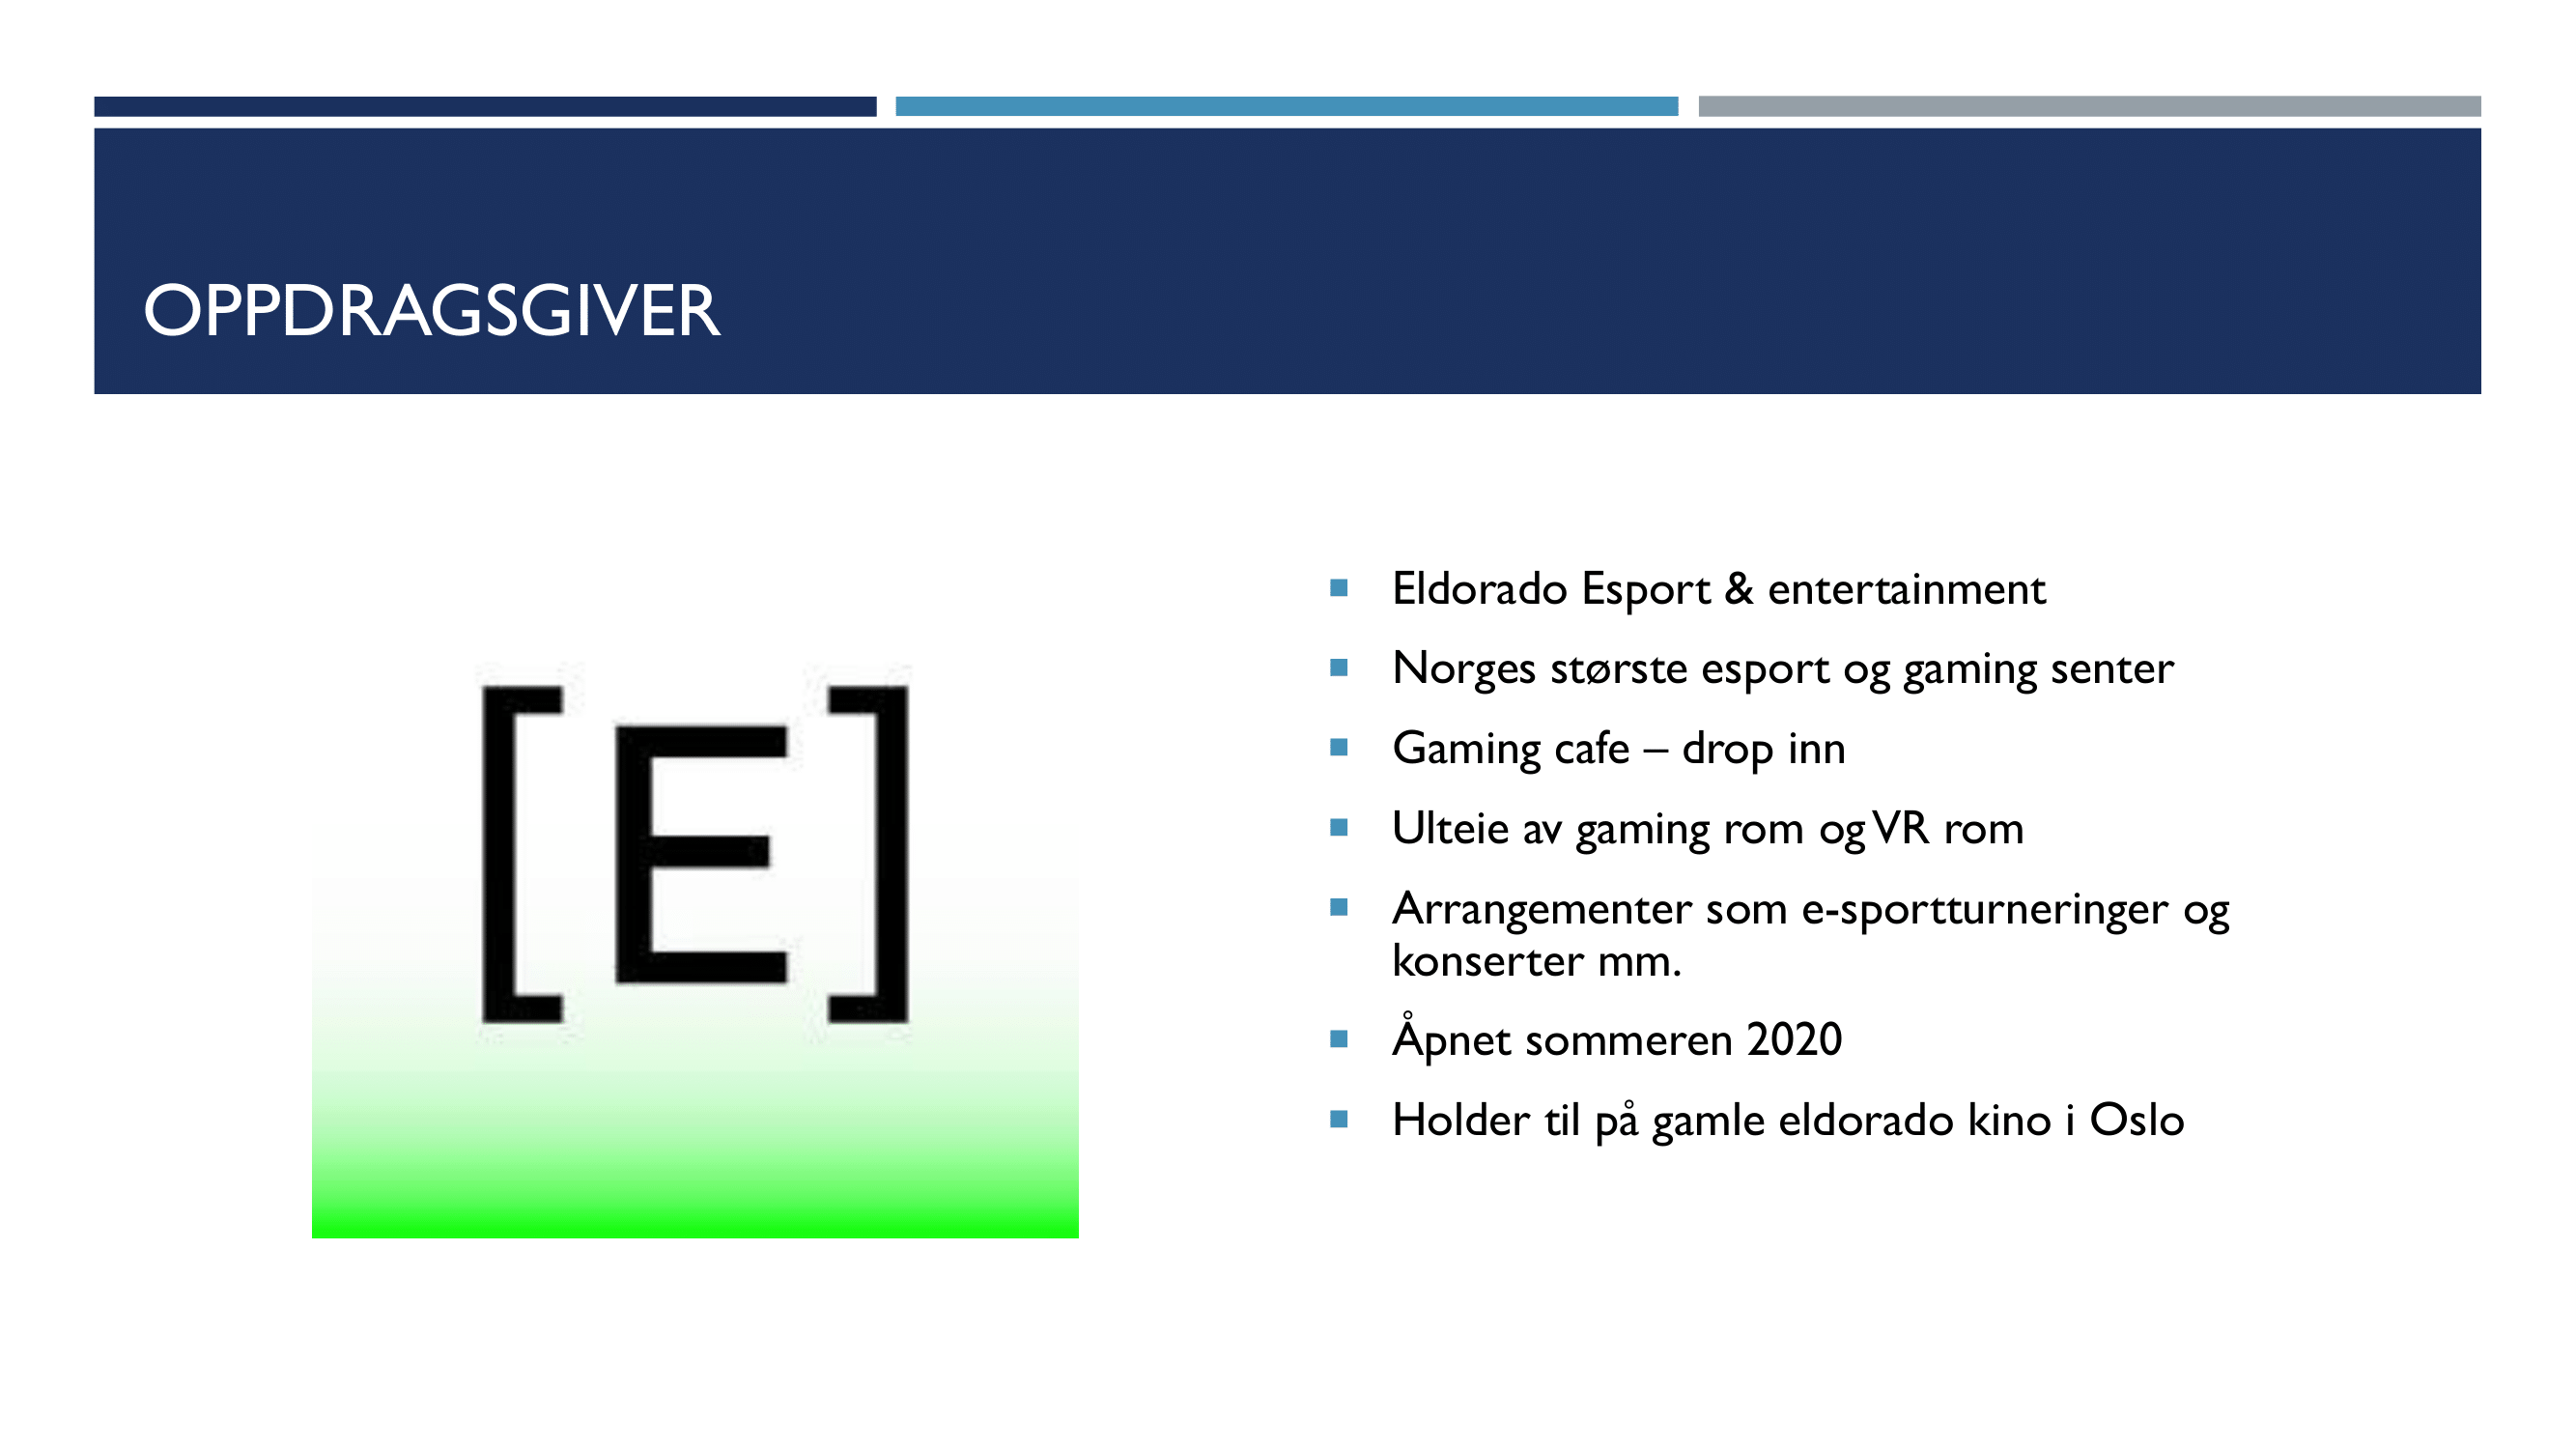 OPPDRAGSGIVER
[E]
Eldorado Esport & entertainment
Norges største esport og gaming senter
Gaming cafe – drop inn
Ulteie av gaming rom og VR rom
Arrangementer som e-sportturneringer og
konserter mm.
Åpnet sommeren 2020
Holder til på gamle eldorado kino i Oslo